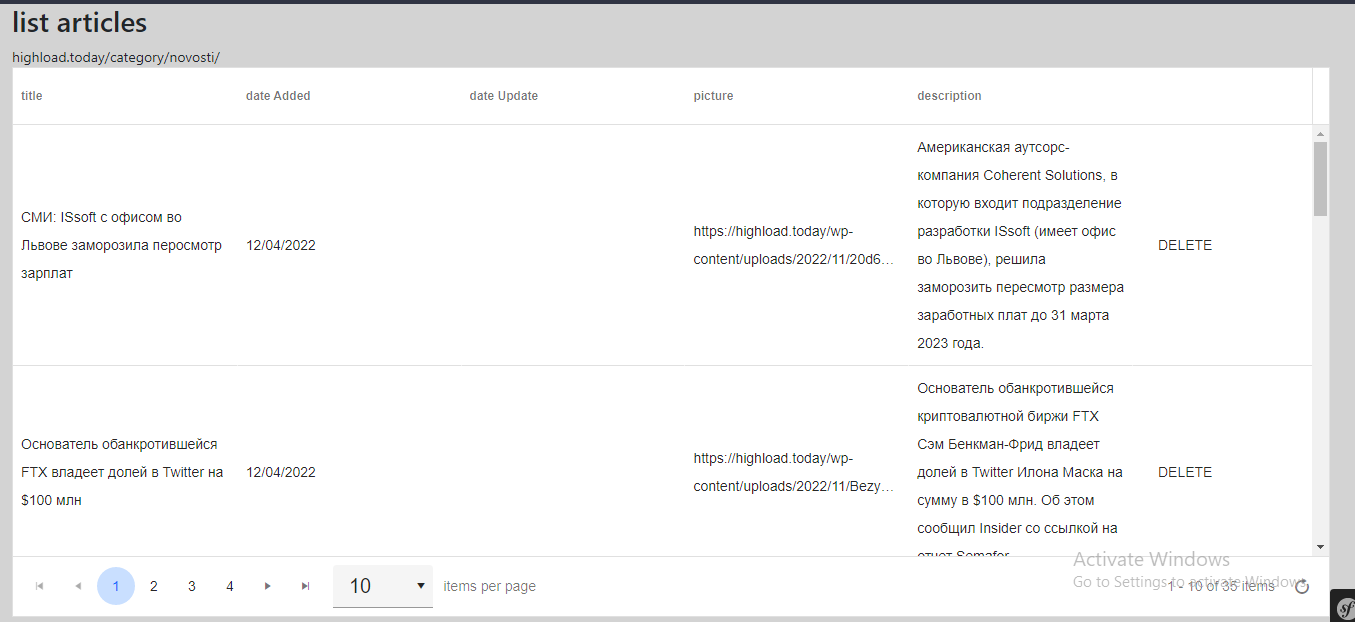 list articles
highload.today/category/novosti/
title
date Added
date Update
picture
description
СМИ: ISsoft с офисом во
Львове заморозила перосмотр
зарплат
12/04/2022
https://highload.today/wp-
content/uploads/2022/11/20d6...
Американская аутсорс-
компания Coherent Solutions, в
которую входит подразделение
разработки ISsoft (имеет офис
во Львове), решила
заморозить пересмотр размера
заработных плат до 31 марта
2023 года.
DELETE
Основатель обанкротившейся
FTX владеет долей в Twitter на
$100 млн
12/04/2022
https://highload.today/wp-
content/uploads/2022/11/Bezy...
Основатель обанкротившейся
криптовалютной биржи FTX
Сэм Бенкман-Фрид владеет
долей в Twitter Илона Маска на
сумму в $100 млн. Об этом
сообщил Insider со ссылкой на
отчет Semafor.
DELETE
1 2 3 4
10
items per page
1 - 10 of 35 items
Activate Windows
Go to Settings to activate Windows.
sf